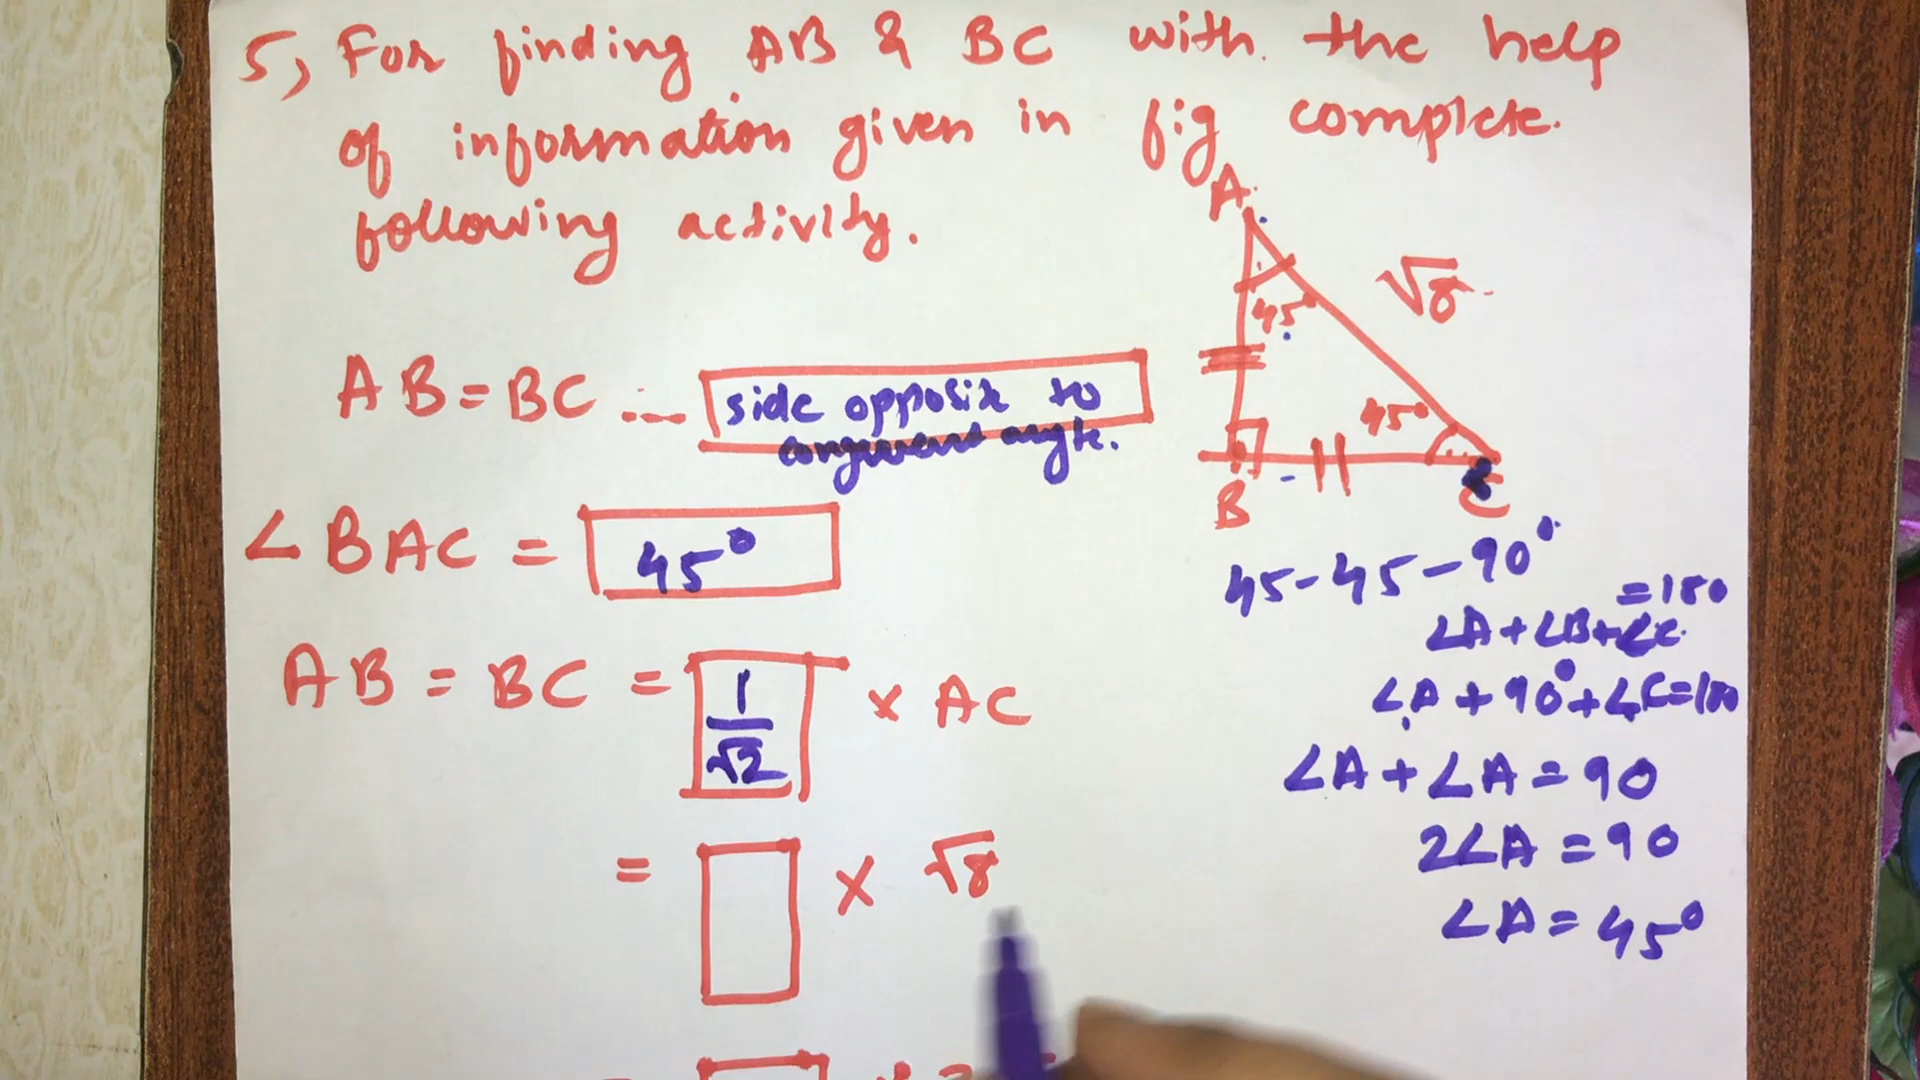 5, For finding AB & BC with the help
of information given in fig complete.
following activity.
A
√8
45°
45°
B
C
AB = BC ... side opposite to
congruent angle.
∠BAC = 45°
45-45-90°
= 180
∠A + ∠B + ∠C
∠A + 90° + ∠C = 180
∠A + ∠A = 90
2∠A = 90
∠A = 45°
AB = BC = 1/√2 × AC
= × √8